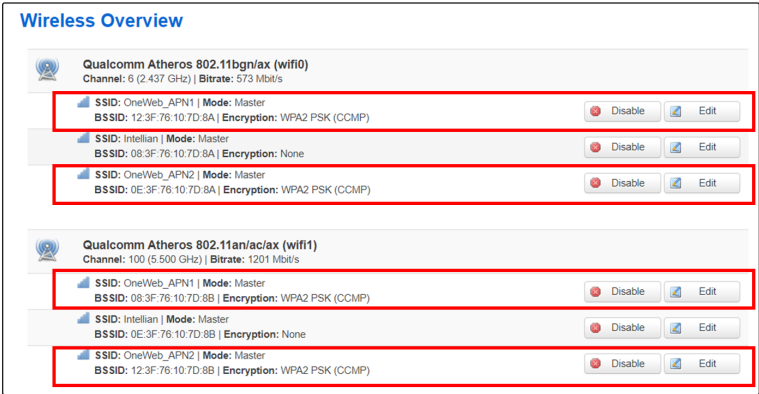 Wireless Overview
Qualcomm Atheros 802.11bgn/ax (wifi0)
Channel: 6 (2.437 GHz) | Bitrate: 573 Mbit/s
SSID: OneWeb_APN1 | Mode: Master
BSSID: 12:3F:76:10:7D:8A | Encryption: WPA2 PSK (CCMP)
Disable Edit
SSID: Intellian | Mode: Master
BSSID: 08:3F:76:10:7D:8A | Encryption: None
Disable Edit
SSID: OneWeb_APN2 | Mode: Master
BSSID: 0E:3F:76:10:7D:8A | Encryption: WPA2 PSK (CCMP)
Disable Edit
Qualcomm Atheros 802.11an/ac/ax (wifi1)
Channel: 100 (5.500 GHz) | Bitrate: 1201 Mbit/s
SSID: OneWeb_APN1 | Mode: Master
BSSID: 08:3F:76:10:7D:8B | Encryption: WPA2 PSK (CCMP)
Disable Edit
SSID: Intellian | Mode: Master
BSSID: 0E:3F:76:10:7D:8B | Encryption: None
Disable Edit
SSID: OneWeb_APN2 | Mode: Master
BSSID: 12:3F:76:10:7D:8B | Encryption: WPA2 PSK (CCMP)
Disable Edit